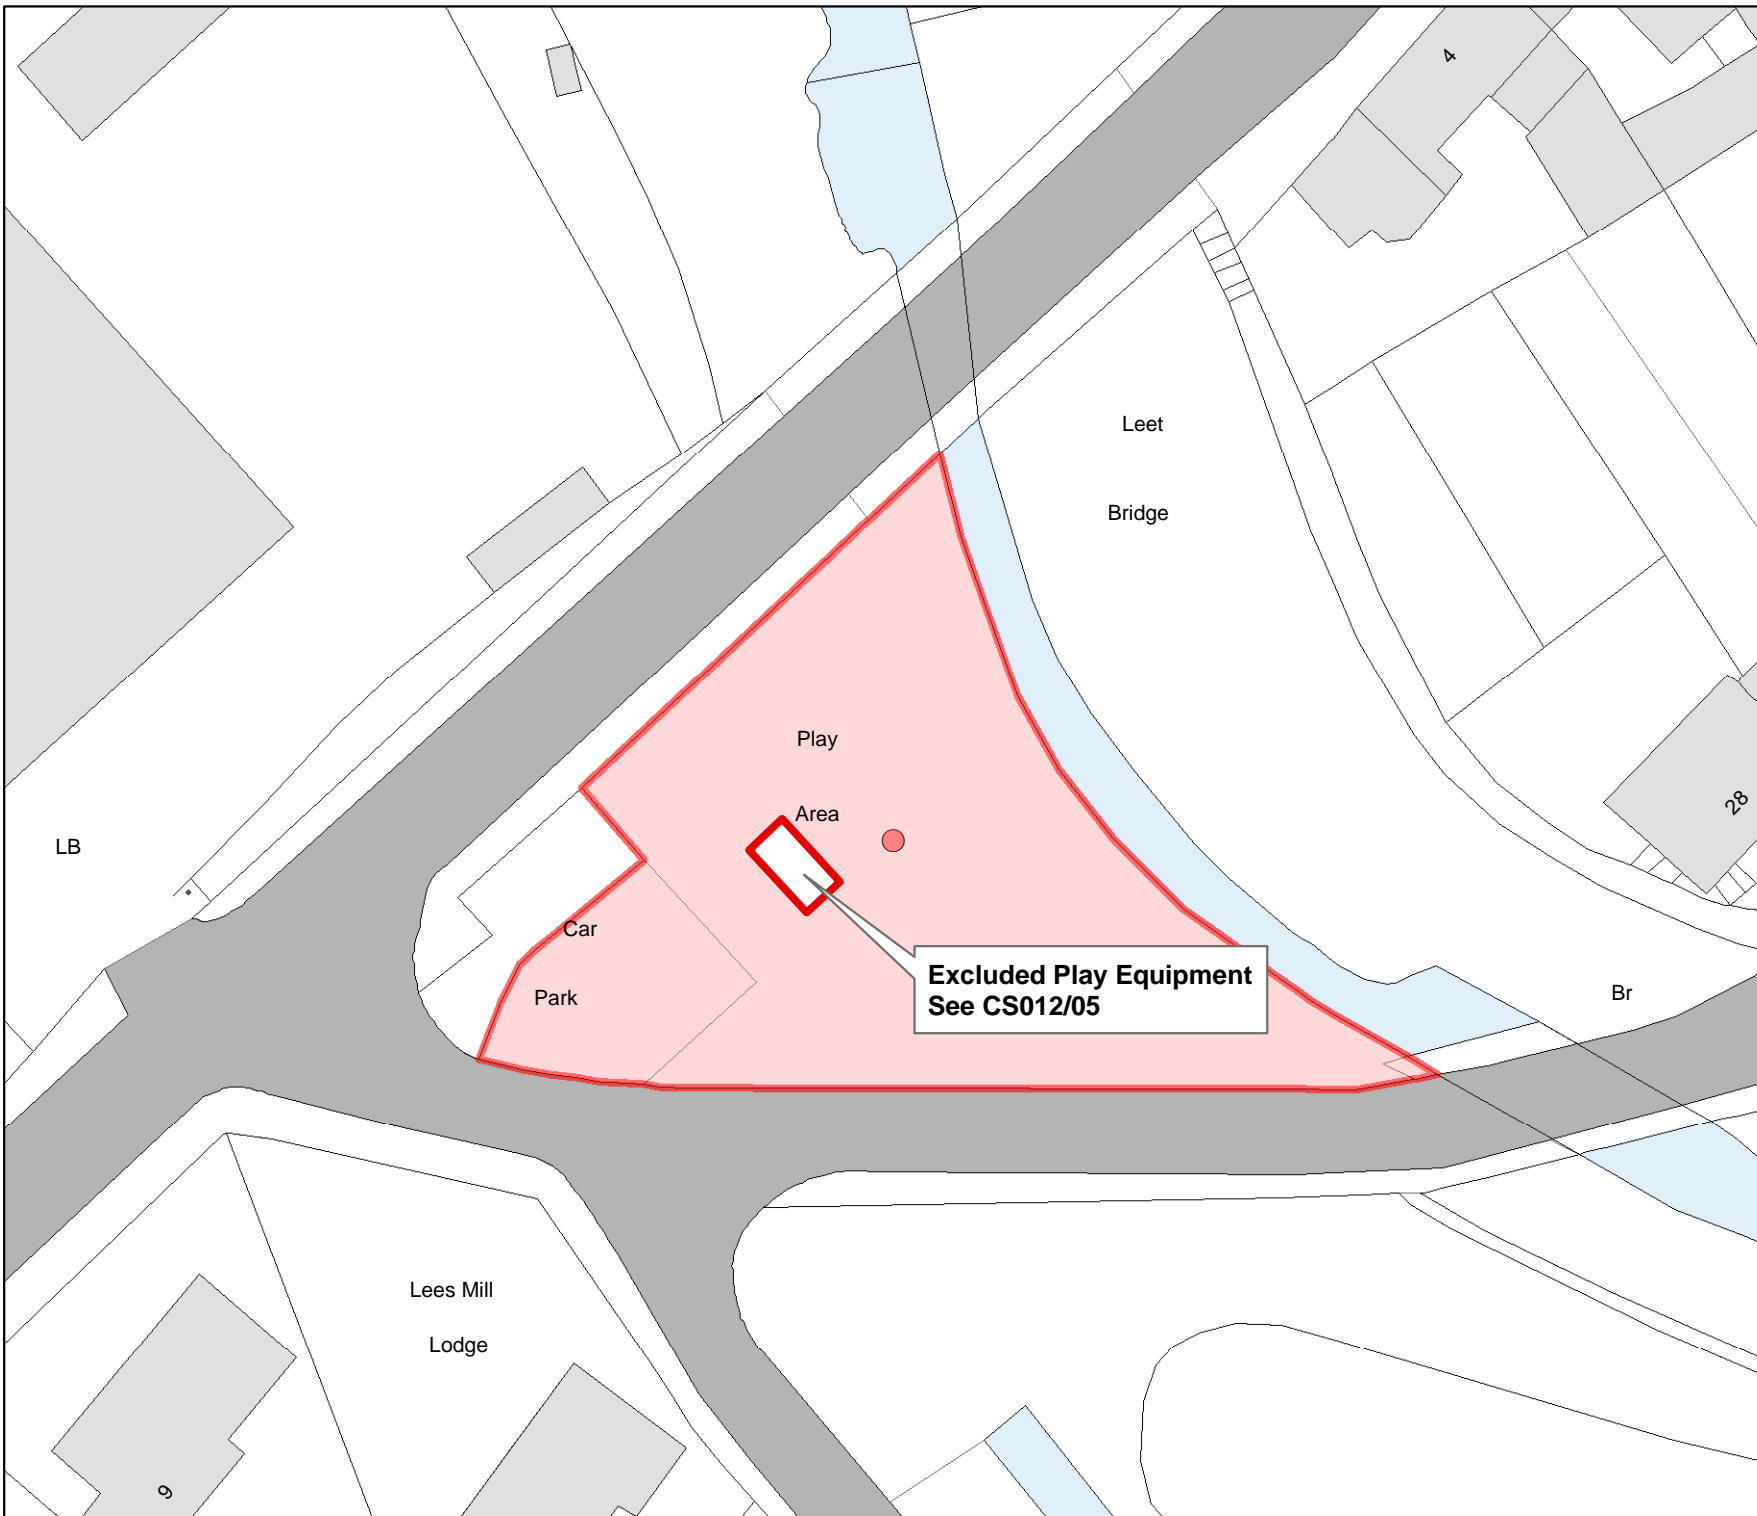 4
Leet
Bridge
Play
Area
LB
28
Car
Park
Excluded Play Equipment
See CS012/05
Br
Lees Mill
Lodge
9